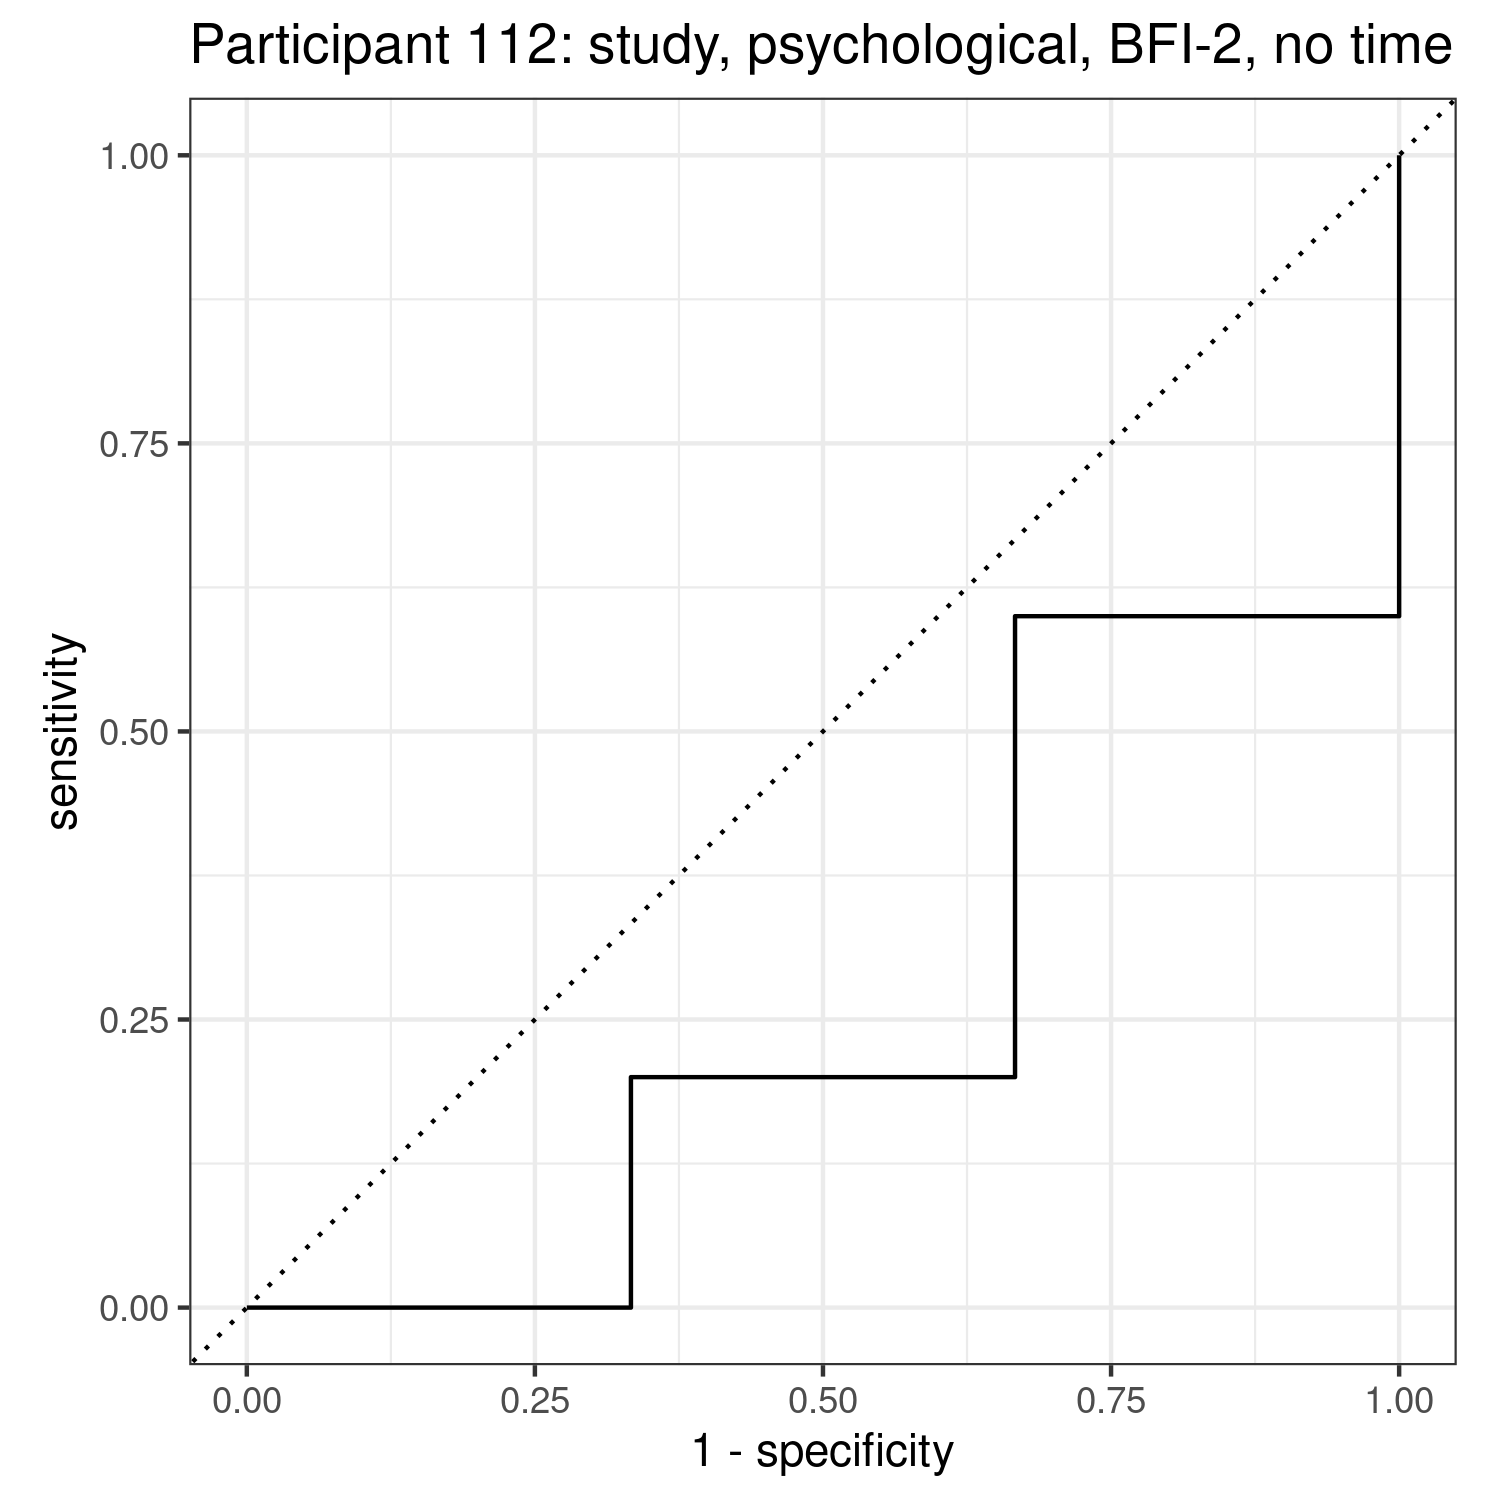 Participant 112: study, psychological, BFI-2, no time
1.00
0.75
0.50
0.25
0.00
sensitivity
0.00 0.25 0.50 0.75 1.00
1 - specificity